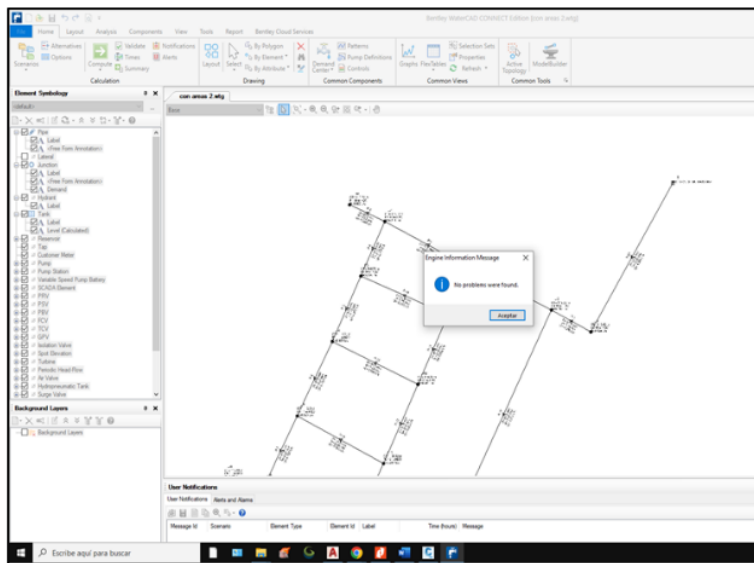 Bentley WaterCAD CONNECT Edition (con areas 2.wtg)
File Home Layout Analysis Components View Tools Report Bentley Cloud Services
Scenarios
Alternatives
Options
Compute
Validate
Times
Summary
Notifications
Alerts
Calculation
Layout
Select
By Polygon
By Element
By Attribute
Drawing
Demand Center
Patterns
Pump Definitions
Controls
Common Components
Graphs
FlexTables
Selection Sets
Properties
Refresh
Common Views
Active Topology
ModelBuilder
Common Tools
Element Symbology
<default>
Pipe
Label
<Free Form Annotation>
Lateral
Junction
Label
<Free Form Annotation>
Demand
Hydrant
Label
Tank
Label
Level (Calculated)
Reservoir
Tap
Customer Meter
Pump
Pump Station
Variable Speed Pump Battery
SCADA Element
PRV
PSV
PBV
FCV
TCV
GPV
Isolation Valve
Spot Elevation
Turbine
Periodic Head-Flow
Air Valve
Hydropneumatic Tank
Surge Valve
Background Layers
Background Layers
con areas 2.wtg
Base
Engine Information Message
No problems were found.
Aceptar
User Notifications
User Notifications Alerts and Alarms
Message Id Scenario Element Type Element Id Label Time (hours) Message
Escribe aquí para buscar